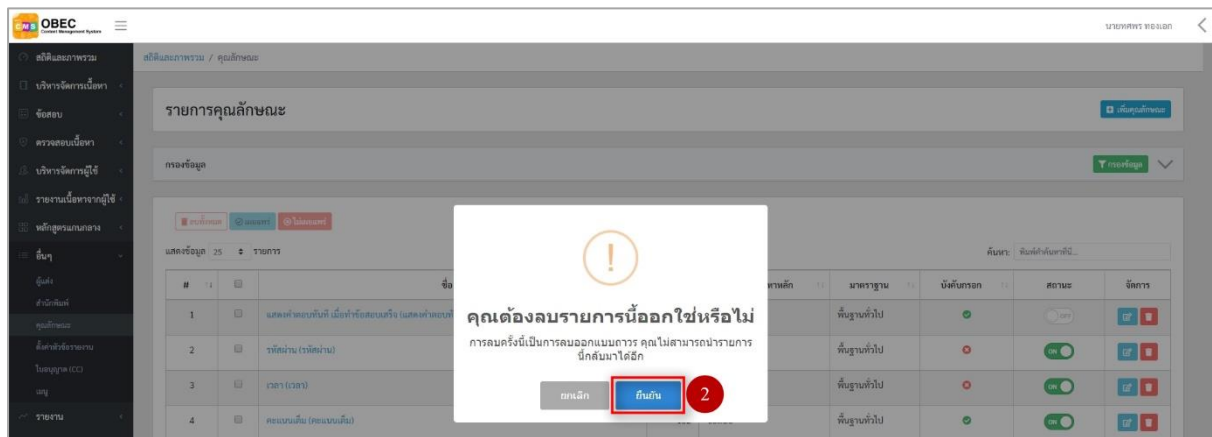 CMS OBEC
Content Management System
นายทศพร ทองเอก
สถิติและภาพรวม
สถิติและภาพรวม / คุณลักษณะ
บริหารจัดการเนื้อหา
ข้อสอบ
ตรวจสอบเนื้อหา
บริหารจัดการผู้ใช้
รายงานเนื้อหาจากผู้ใช้
หลักสูตรแกนกลาง
อื่นๆ
ผู้แต่ง
สำนักพิมพ์
คุณลักษณะ
ตั้งค่าหัวข้อรายงาน
ใบอนุญาต (CC)
เมนู
รายงาน
รายการคุณลักษณะ
เพิ่มคุณลักษณะ
กรองข้อมูล
กรองข้อมูล
ลบทั้งหมด เผยแพร่ ไม่เผยแพร่
แสดงข้อมูล 25 รายการ
ค้นหา: พิมพ์คำค้นหาที่นี่...
# ชื่อ มาตราฐาน บังคับกรอก สถานะ จัดการ
1 แสดงคำตอบทันที เมื่อทำข้อสอบเสร็จ พื้นฐานทั่วไป OFF
2 รหัสผ่าน (รหัสผ่าน) พื้นฐานทั่วไป ON
3 เวลา (เวลา) พื้นฐานทั่วไป ON
4 คะแนนเต็ม (คะแนนเต็ม) พื้นฐานทั่วไป ON
!
คุณต้องลบรายการนี้ออกใช่หรือไม่
การลบครั้งนี้เป็นการลบออกแบบถาวร คุณไม่สามารถนำรายการ
นี้กลับมาได้อีก
ยกเลิก ยืนยัน 2